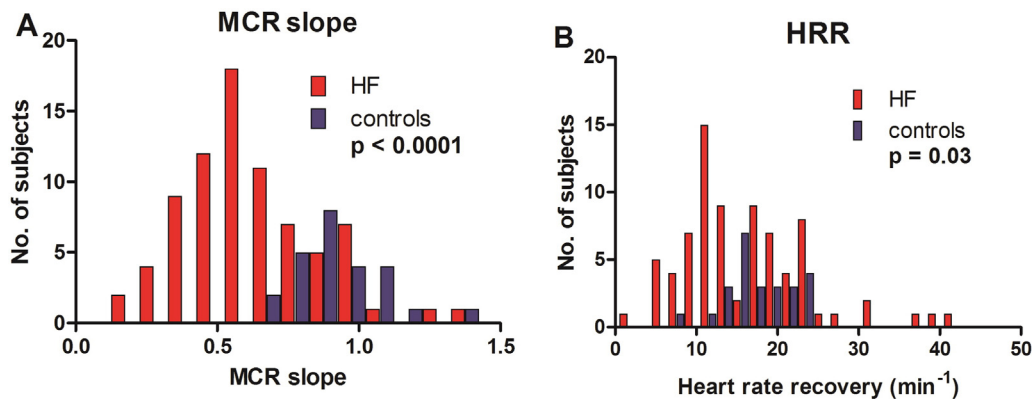 A
MCR slope
No. of subjects
20
15
10
5
0
HF
controls
p < 0.0001
0.0 0.5 1.0 1.5
MCR slope
B
HRR
No. of subjects
20
15
10
5
0
HF
controls
p = 0.03
0 10 20 30 40 50
Heart rate recovery (min⁻¹)